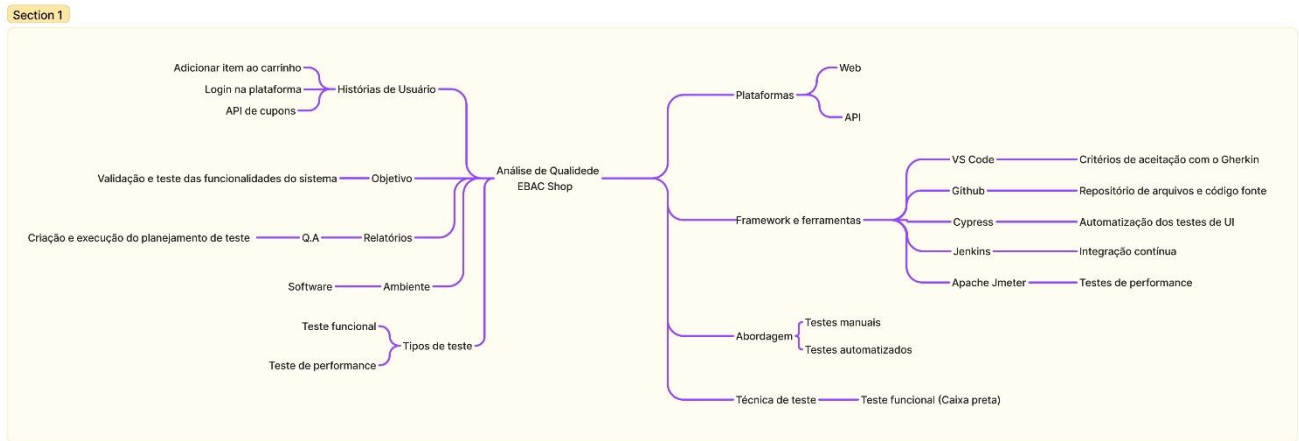 Section 1
Adicionar item ao carrinho
Login na plataforma
API de cupons
Histórias de Usuário
Validação e teste das funcionalidades do sistema
Objetivo
Criação e execução do planejamento de teste
Q.A
Relatórios
Software
Ambiente
Teste funcional
Teste de performance
Tipos de teste
Análise de Qualidede
EBAC Shop
Plataformas
Web
API
Framework e ferramentas
VS Code
Critérios de aceitação com o Gherkin
Github
Repositório de arquivos e código fonte
Cypress
Automatização dos testes de UI
Jenkins
Integração contínua
Apache Jmeter
Testes de performance
Abordagem
Testes manuais
Testes automatizados
Técnica de teste
Teste funcional (Caixa preta)